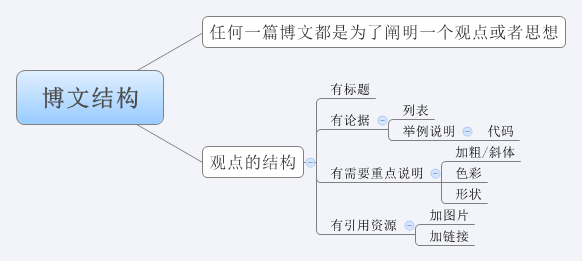 任何一篇博文都是为了阐明一个观点或者思想
博文结构
观点的结构
有标题
有论据
列表
举例说明
代码
有需要重点说明
加粗/斜体
色彩
形状
有引用资源
加图片
加链接